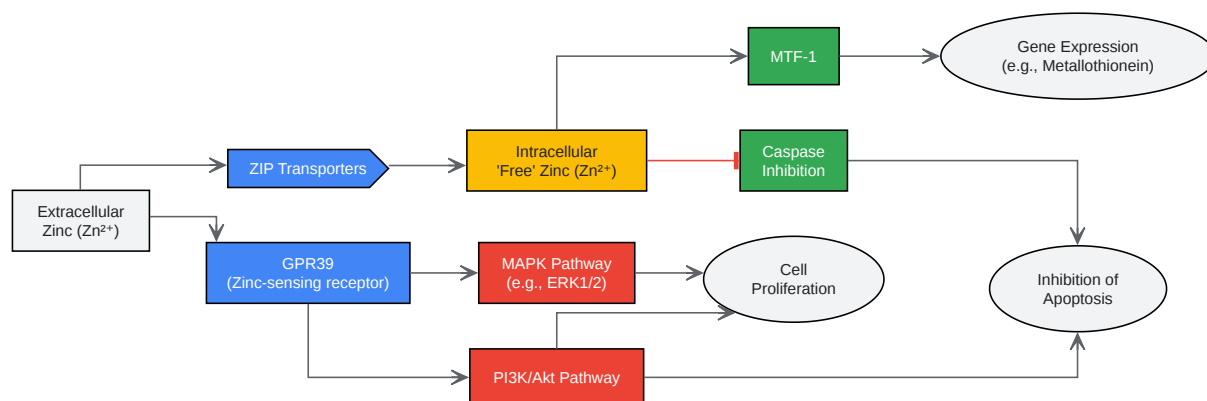 Gene Expression
(e.g., Metallothionein)
MTF-1
ZIP Transporters
Intracellular
'Free' Zinc (Zn²⁺)
Caspase
Inhibition
Extracellular
Zinc (Zn²⁺)
GPR39
(Zinc-sensing receptor)
MAPK Pathway
(e.g., ERK1/2)
Cell
Proliferation
Inhibition of
Apoptosis
PI3K/Akt Pathway